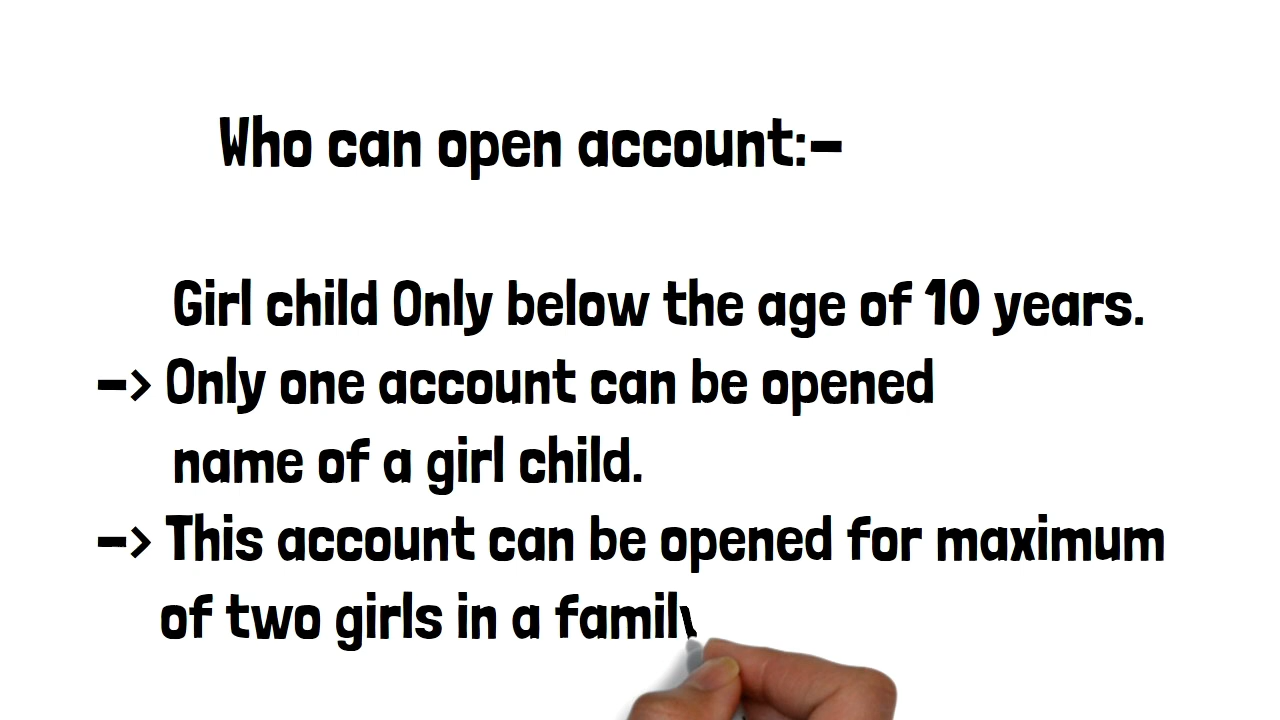 Who can open account:-
Girl child Only below the age of 10 years.
-> Only one account can be opened
name of a girl child.
-> This account can be opened for maximum
of two girls in a family